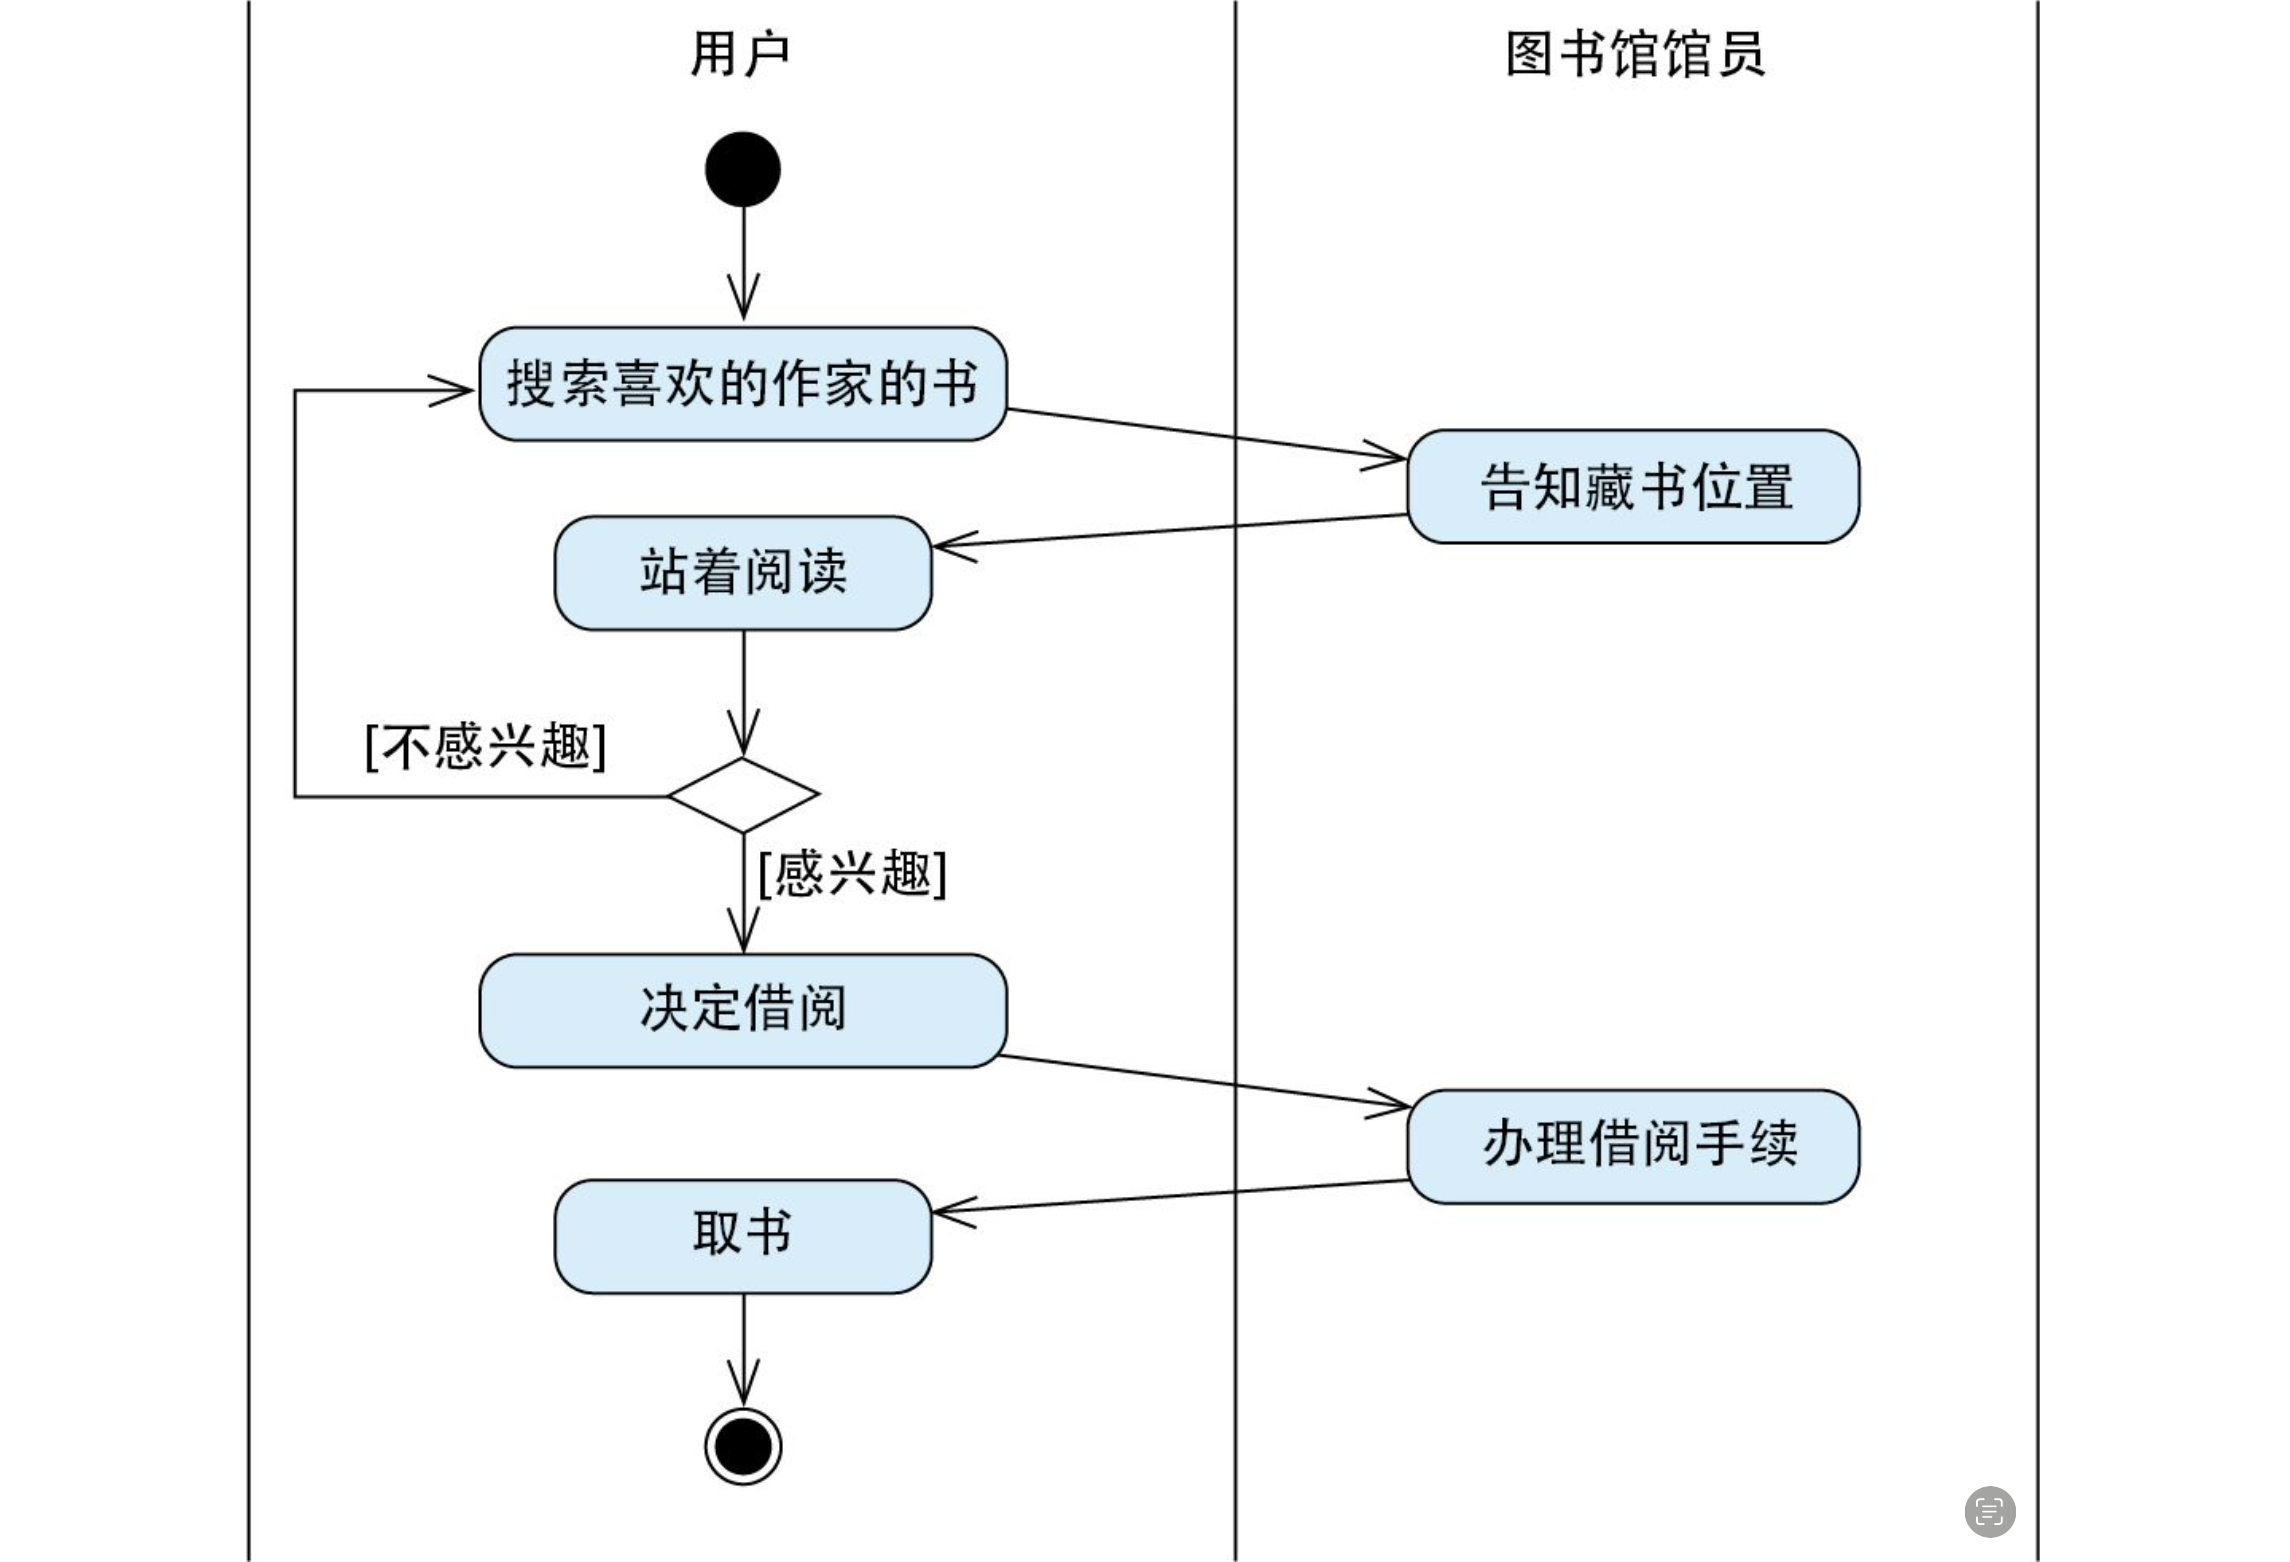 用户
图书馆馆员
搜索喜欢的作家的书
告知藏书位置
站着阅读
[不感兴趣]
[感兴趣]
决定借阅
办理借阅手续
取书